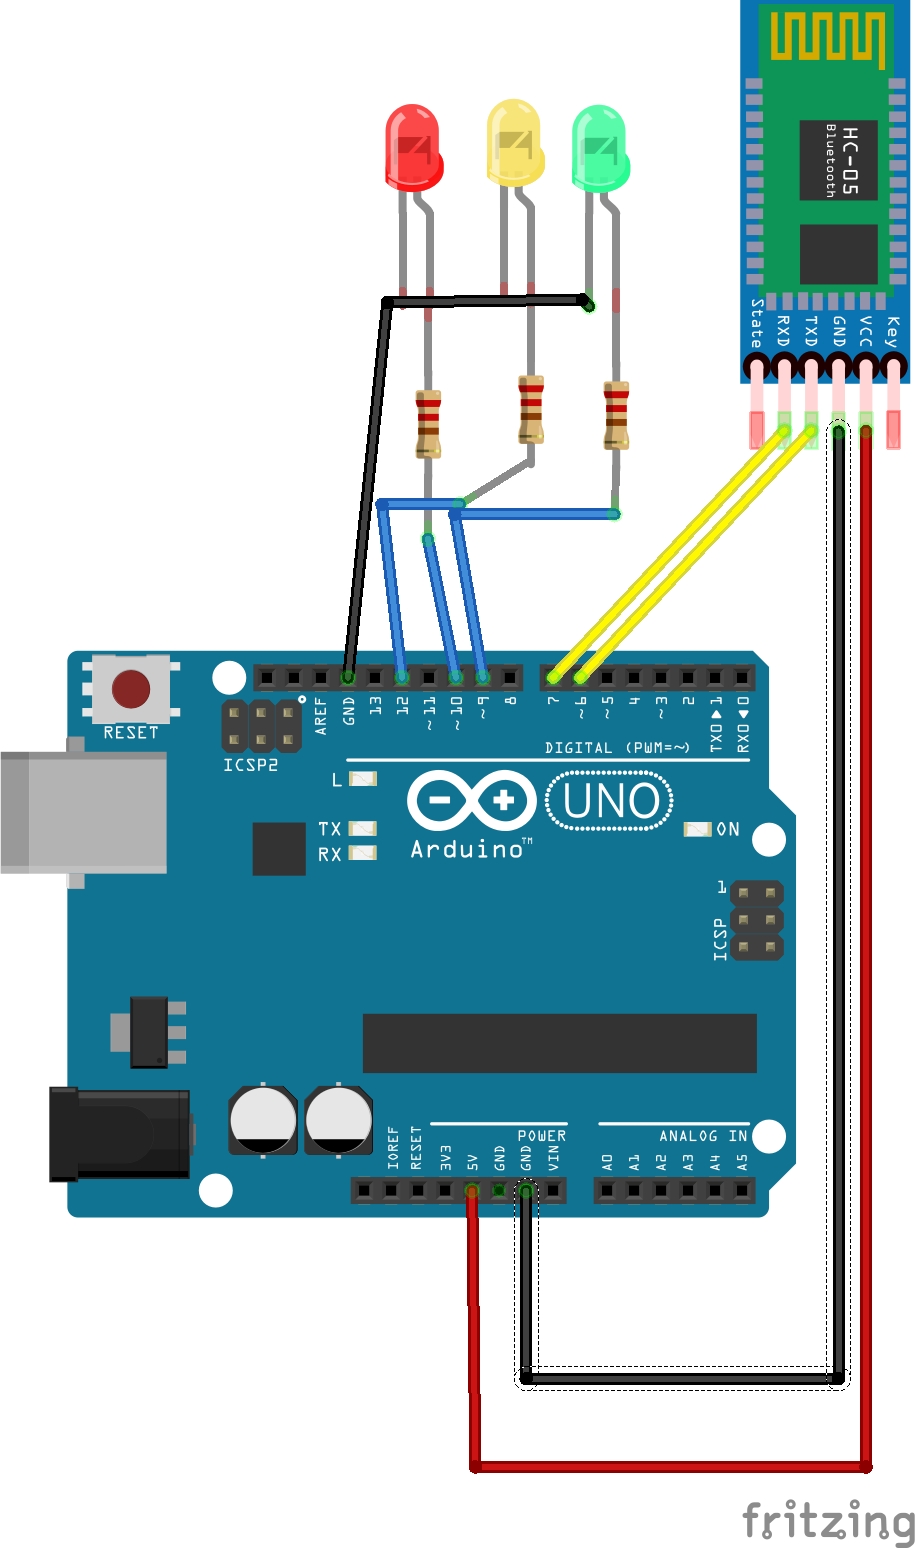 HC-05
Bluetooth
State
RXD
TXD
GND
VCC
Key
RESET
ICSP2
AREF
GND
13
12
~11
~10
~9
8
7
~6
~5
4
~3
2
TX0▶1
RX0◀0
DIGITAL (PWM=~)
L
TX
RX
Arduino™
UNO
ON
1
ICSP
IOREF
RESET
3V3
5V
GND
GND
VIN
POWER
ANALOG IN
A0
A1
A2
A3
A4
A5
fritzing